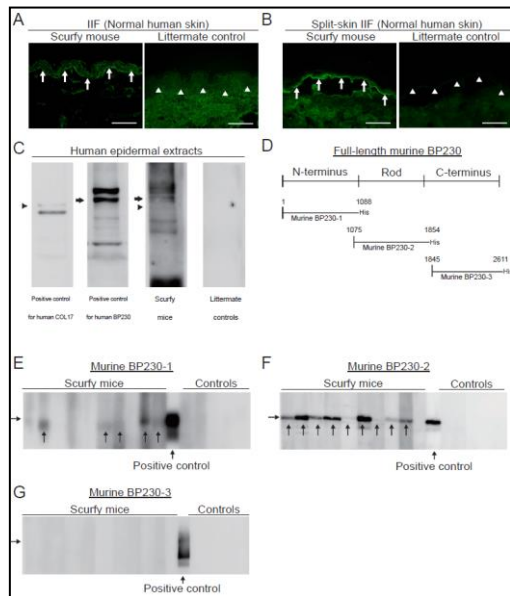 A
IIF (Normal human skin)
Scurfy mouse Littermate control
B
Split-skin IIF (Normal human skin)
Scurfy mouse Littermate control
C
Human epidermal extracts
Positive control
for human COL17
Positive control
for human BP230
Scurfy
mice
Littermate
controls
D
Full-length murine BP230
N-terminus Rod C-terminus
1 1088
His
Murine BP230-1
1075 1854
His
Murine BP230-2
1845 2611
His
Murine BP230-3
E
Murine BP230-1
Scurfy mice Controls
Positive control
F
Murine BP230-2
Scurfy mice Controls
Positive control
G
Murine BP230-3
Scurfy mice Controls
Positive control